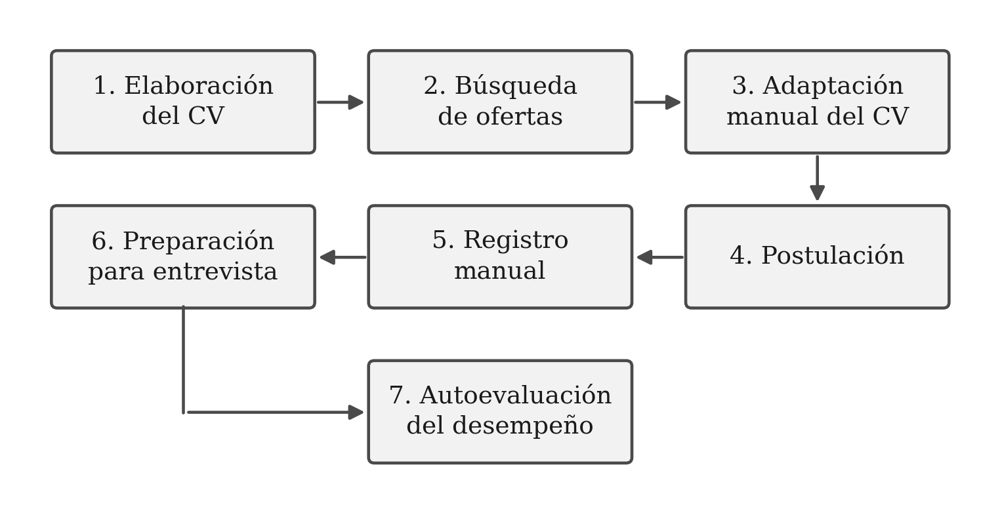 1. Elaboración
del CV
2. Búsqueda
de ofertas
3. Adaptación
manual del CV
4. Postulación
5. Registro
manual
6. Preparación
para entrevista
7. Autoevaluación
del desempeño